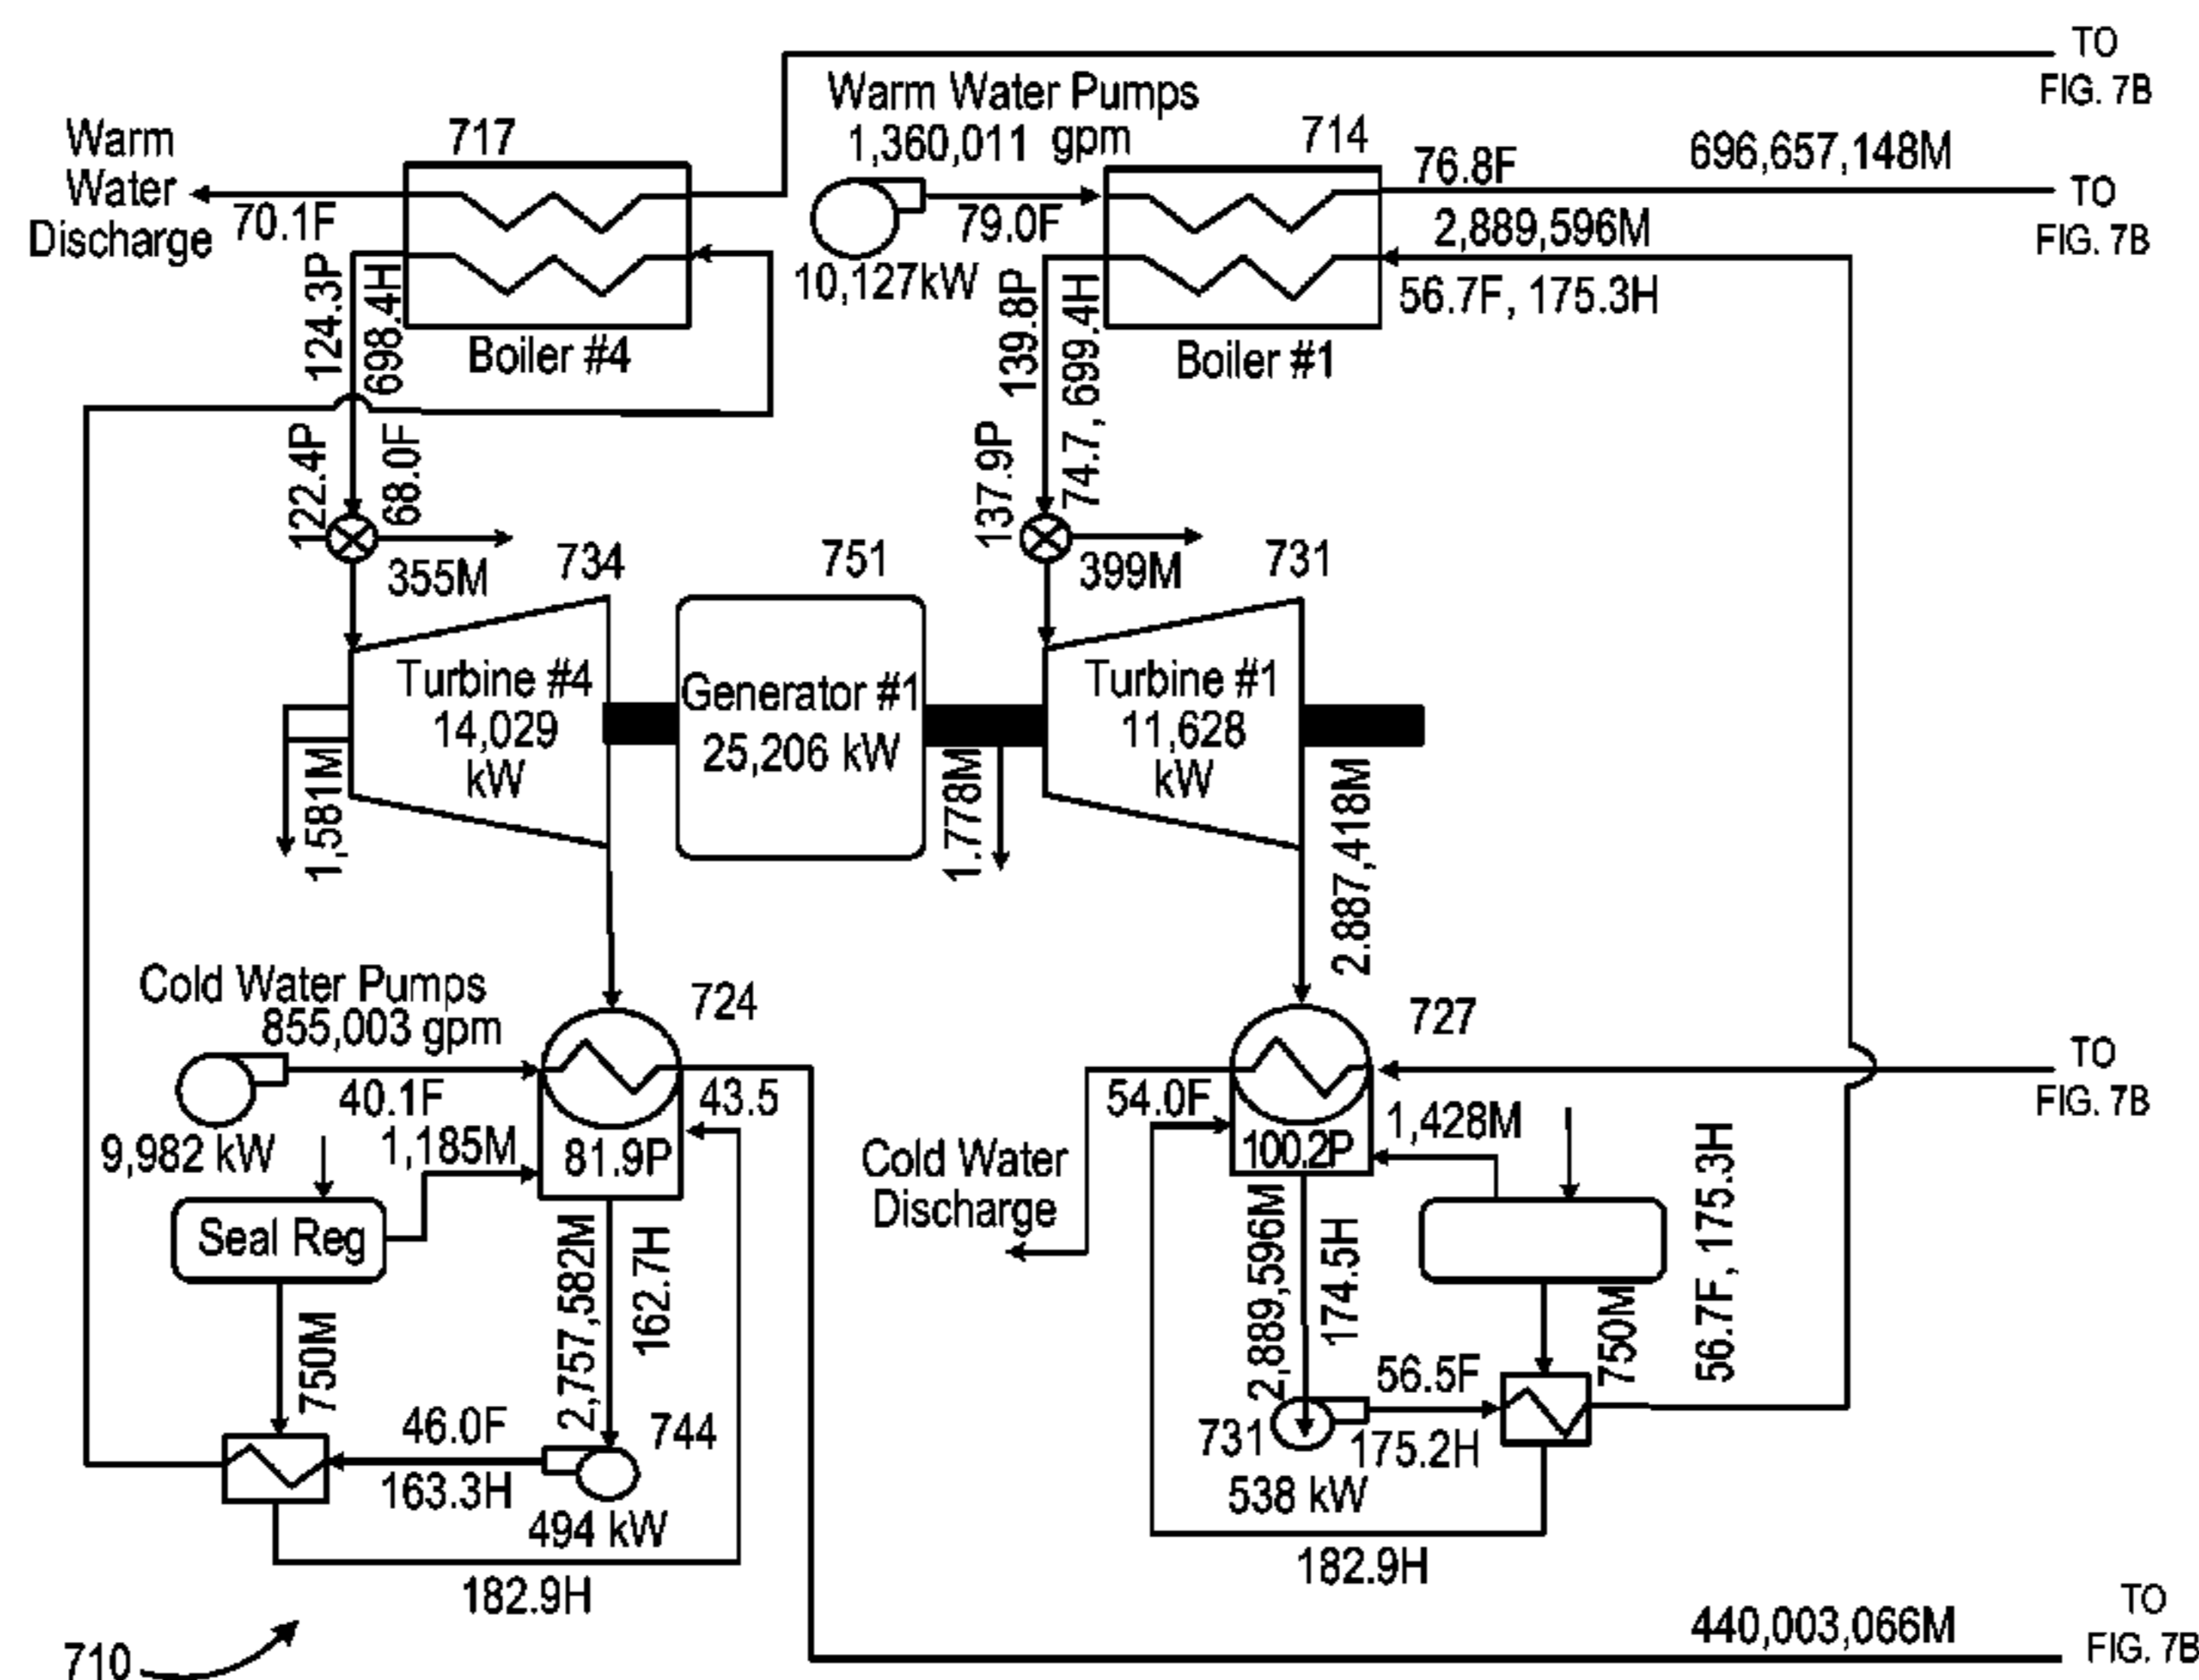 TO
FIG. 7B
Warm Water Pumps
1,360,011 gpm
717
714
Warm
Water
Discharge
70.1F
79.0F
10,127kW
76.8F
696,657,148M
TO
FIG. 7B
2,889,596M
56.7F, 175.3H
Boiler #4
Boiler #1
124.3P
698.4H
139.8P
74.7, 699.4H
122.4P
68.0F
137.9P
355M
734
751
399M
731
Turbine #4
14,029
kW
Generator #1
25,206 kW
Turbine #1
11,628
kW
1,581M
1.778M
2.887,418M
Cold Water Pumps
855,003 gpm
724
727
40.1F
9,982 kW
1,185M
43.5
81.9P
54.0F
100.2P
1,428M
TO
FIG. 7B
Cold Water
Discharge
Seal Reg
750M
2,757,582M
162.7H
2,889,596M
174.5H
750M
56.7F, 175.3H
46.0F
163.3H
744
494 kW
182.9H
56.5F
731
175.2H
538 kW
182.9H
440,003,066M
TO
FIG. 7B
710